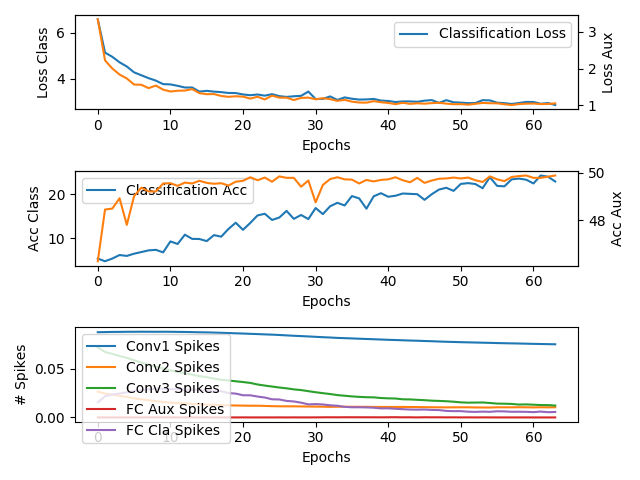 Classification Loss
6
4
Loss Class
3
2
1
Loss Aux
0 10 20 30 40 50 60
Epochs
Classification Acc
20
10
Acc Class
50
48
Acc Aux
0 10 20 30 40 50 60
Epochs
Conv1 Spikes
Conv2 Spikes
Conv3 Spikes
FC Aux Spikes
FC Cla Spikes
0.05
0.00
# Spikes
0 10 20 30 40 50 60
Epochs